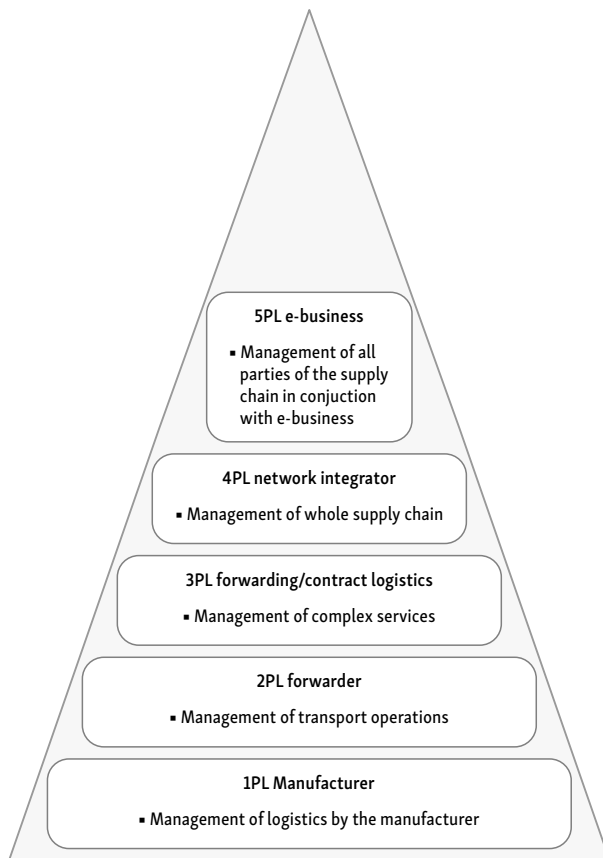 5PL e-business
▪ Management of all
parties of the supply
chain in conjuction
with e-business
4PL network integrator
▪ Management of whole supply chain
3PL forwarding/contract logistics
▪ Management of complex services
2PL forwarder
▪ Management of transport operations
1PL Manufacturer
▪ Management of logistics by the manufacturer